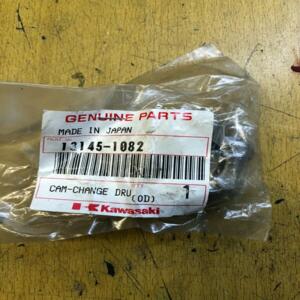 GENUINE PARTS
MADE IN JAPAN
13145-1082
CAM-CHANGE DRU
(OD)
1
Kawasaki